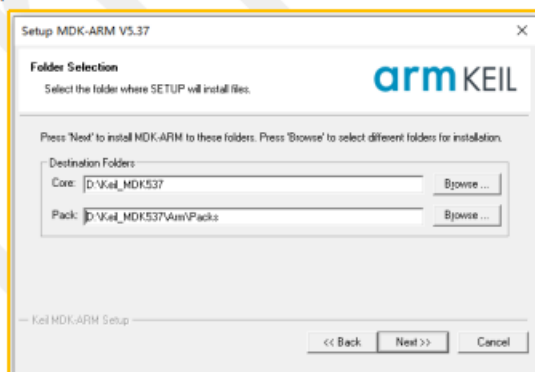 Setup MDK-ARM V5.37
Folder Selection
Select the folder where SETUP will install files.
arm KEIL
Press 'Next' to install MDK-ARM to these folders. Press 'Browse' to select different folders for installation.
Destination Folders
Core: D:\Keil_MDK537 Browse ...
Pack: D:\Keil_MDK537\Arm\Packs Browse ...
Keil MDK-ARM Setup
<< Back Next >> Cancel